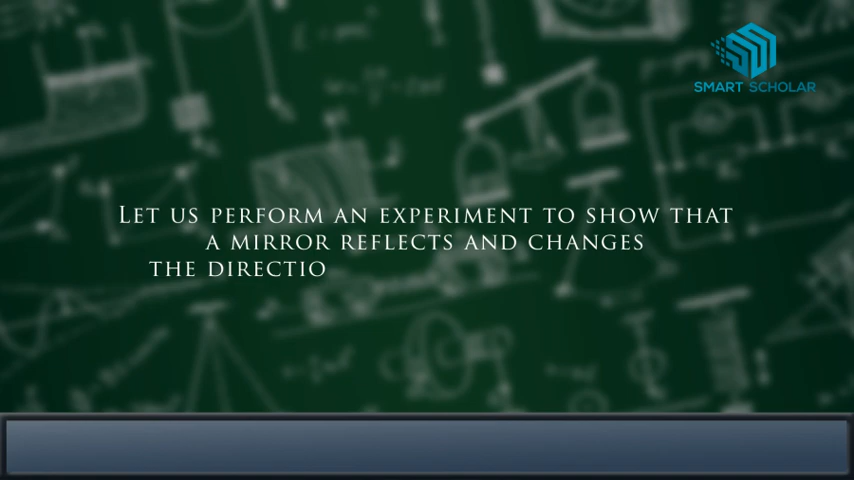 SMART SCHOLAR
LET US PERFORM AN EXPERIMENT TO SHOW THAT
A MIRROR REFLECTS AND CHANGES
THE DIRECTIO